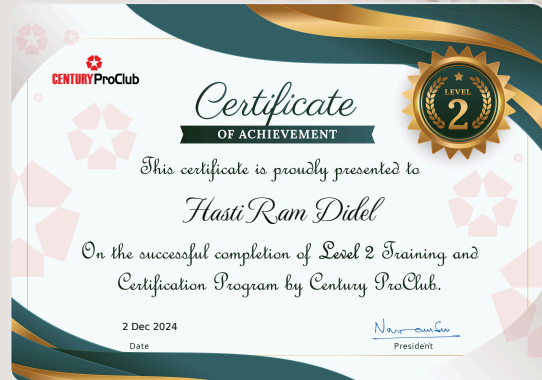 CENTURY ProClub
LEVEL
2
Certificate
OF ACHIEVEMENT
This certificate is proudly presented to
Hasti Ram Didel
On the successful completion of Level 2 Training and
Certification Program by Century ProClub.
2 Dec 2024
Date
President